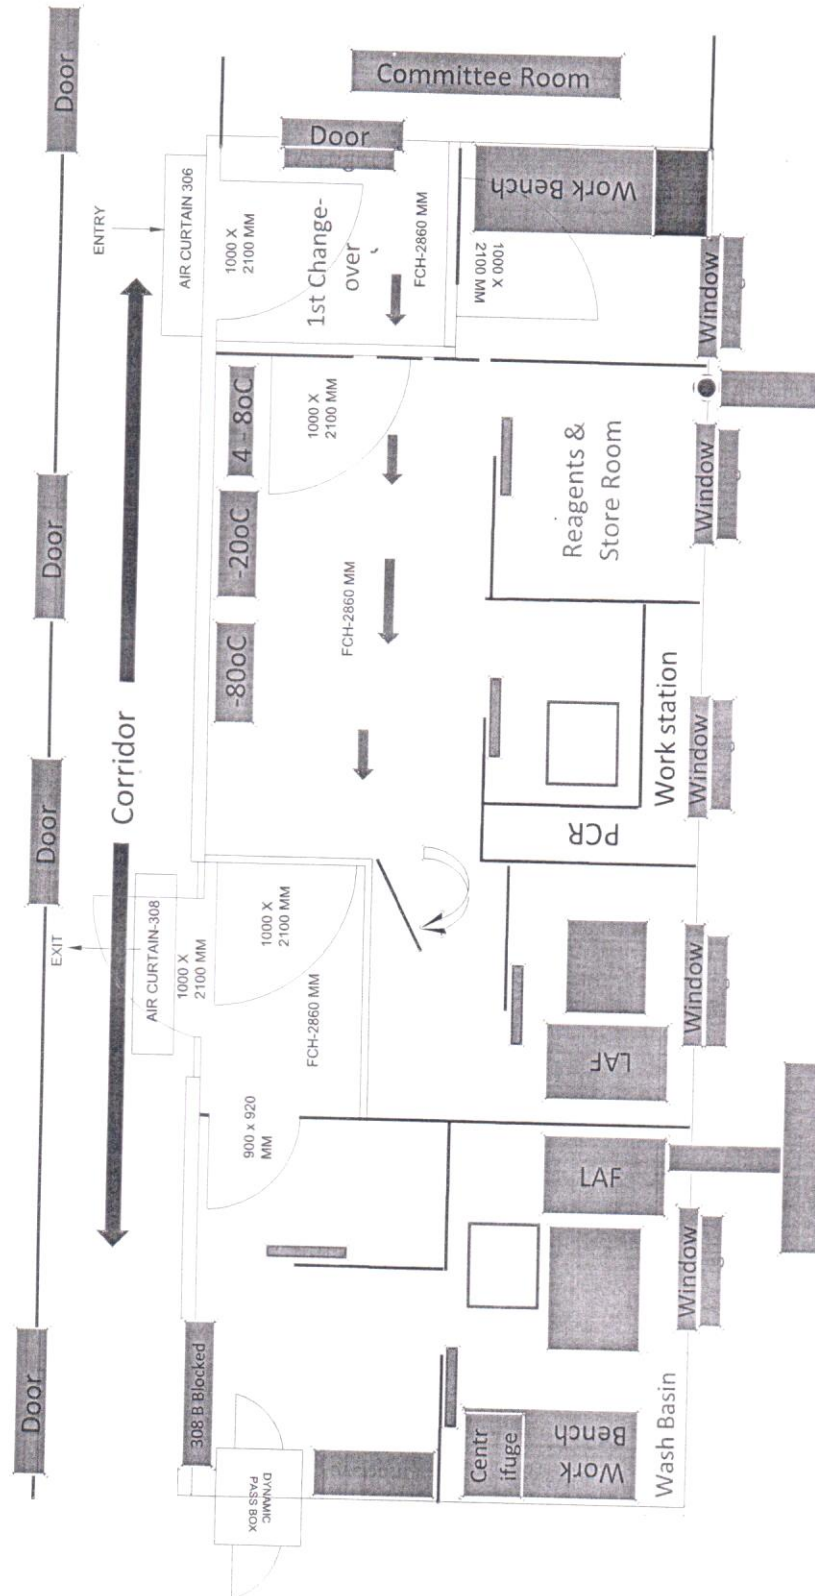 Committee Room
Door
Door
AIR CURTAIN 306
ENTRY
1000 X
2100 MM
1st Change-
over
FCH-2860 MM
1000 X
2100 MM
Work Bench
Window
4 - 8oC
-20oC
-80oC
1000 X
2100 MM
FCH-2860 MM
Reagents &
Store Room
Window
Door
Corridor
Door
Work station
PCR
Window
EXIT
AIR CURTAIN-308
1000 X
2100 MM
1000 X
2100 MM
FCH-2860 MM
LAF
Window
900 x 920
MM
LAF
Window
Door
308 B Blocked
DYNAMIC
PASS BOX
Centr
ifuge
Work
Bench
Wash Basin